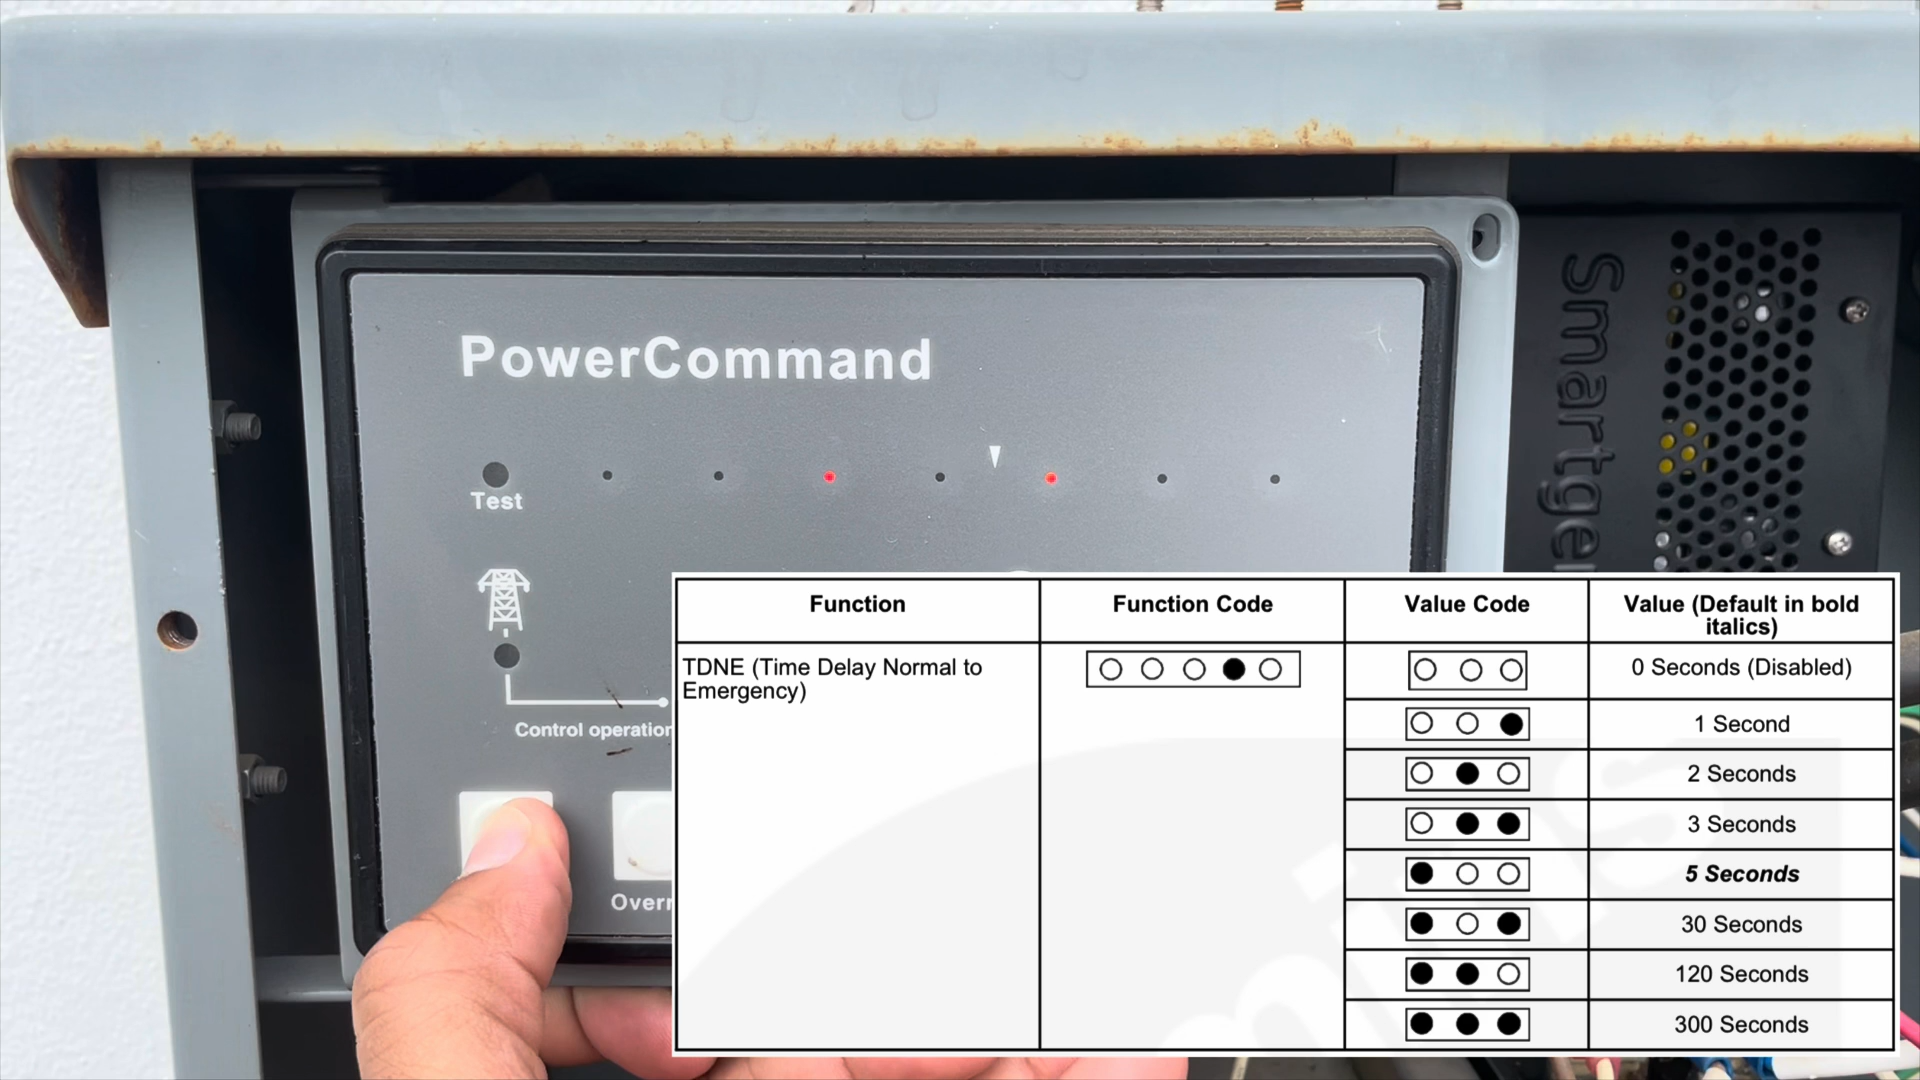 PowerCommand
Test
Smartgen
Control operation
Overr
Function
Function Code
Value Code
Value (Default in bold
italics)
TDNE (Time Delay Normal to
Emergency)
0 Seconds (Disabled)
1 Second
2 Seconds
3 Seconds
5 Seconds
30 Seconds
120 Seconds
300 Seconds